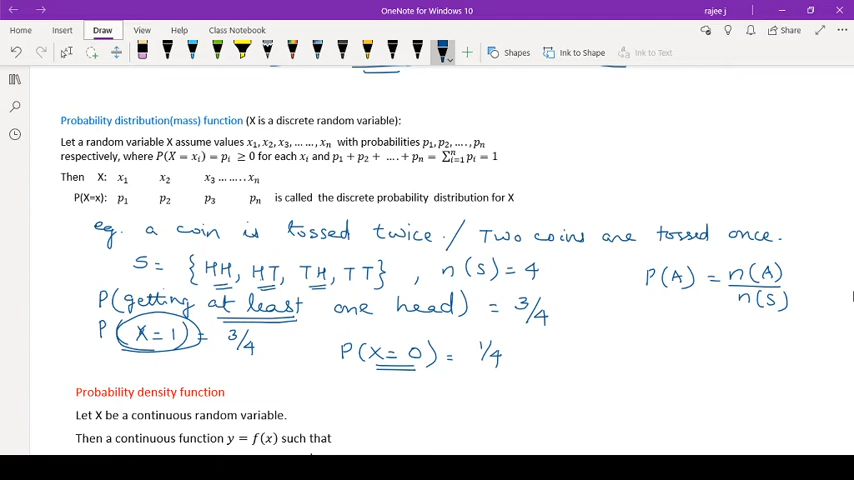 OneNote for Windows 10
rajee j
Home Insert Draw View Help Class Notebook
Share
Shapes Ink to Shape Ink to Text
Probability distribution(mass) function (X is a discrete random variable):
Let a random variable X assume values x₁, x₂, x₃, ... ..., xₙ with probabilities p₁, p₂, ...., pₙ
respectively, where P(X = xᵢ) = pᵢ ≥ 0 for each xᵢ and p₁ + p₂ + .... + pₙ = ∑ⁿᵢ₌₁ pᵢ = 1
Then X: x₁ x₂ x₃ ... ... .. xₙ
P(X=x): p₁ p₂ p₃ pₙ is called the discrete probability distribution for X
eg. a coin is tossed twice. / Two coins are tossed once.
S = {HH, HT, TH, TT} , n(S) = 4
P(A) = n(A)/n(S)
P(getting at least one head) = 3/4
P(X = 1) = 3/4
P(X = 0) = 1/4
Probability density function
Let X be a continuous random variable.
Then a continuous function y = f(x) such that